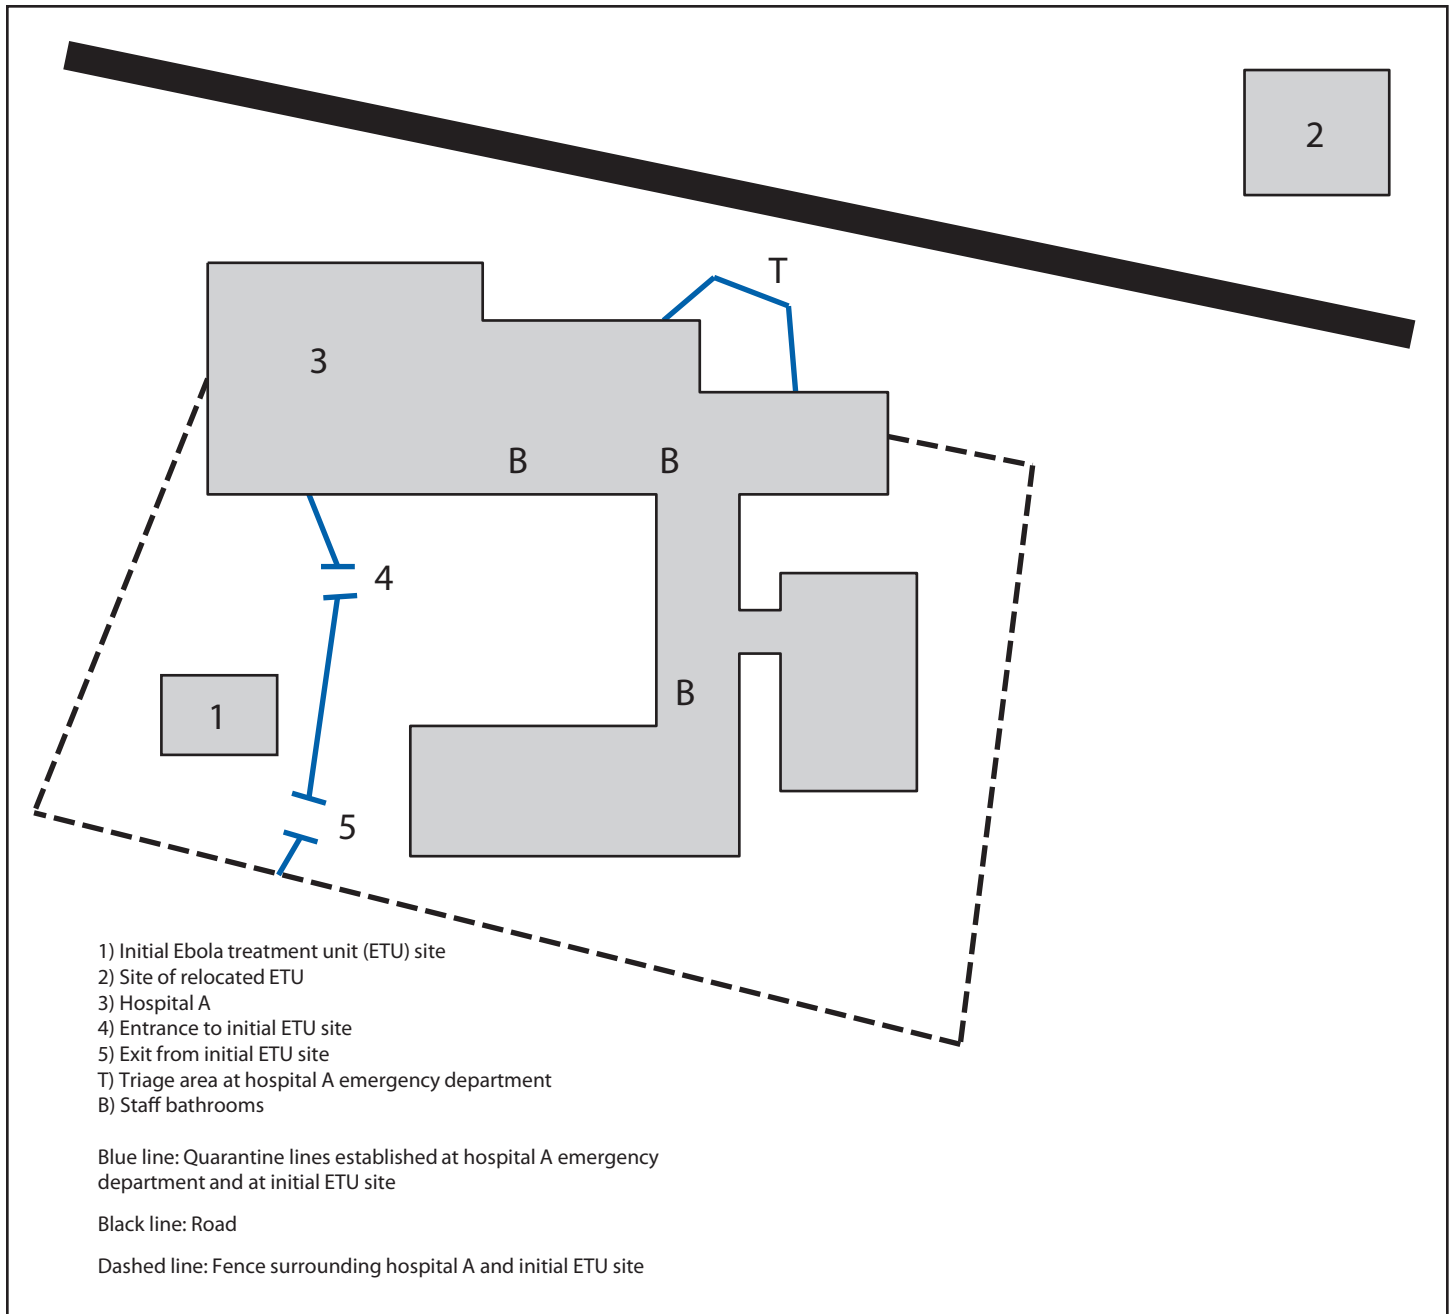 2
T
3
B
B
4
B
1
5
1) Initial Ebola treatment unit (ETU) site
2) Site of relocated ETU
3) Hospital A
4) Entrance to initial ETU site
5) Exit from initial ETU site
T) Triage area at hospital A emergency department
B) Staff bathrooms
Blue line: Quarantine lines established at hospital A emergency
department and at initial ETU site
Black line: Road
Dashed line: Fence surrounding hospital A and initial ETU site